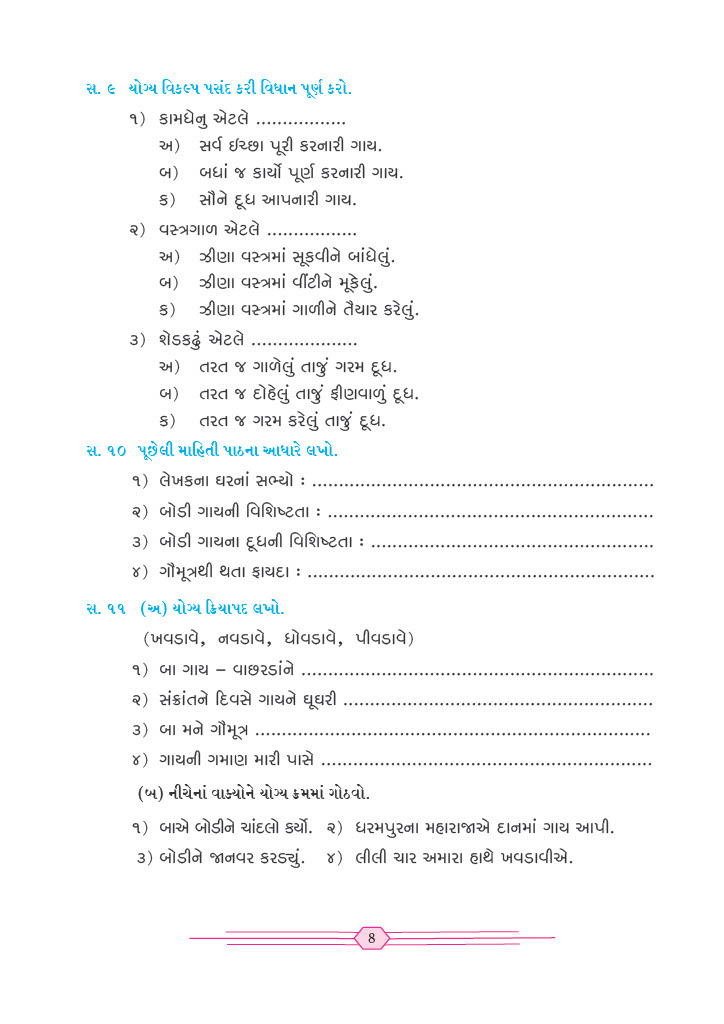 સ. ૯ યોગ્ય વિકલ્પ પસંદ કરી વિધાન પૂર્ણ કરો.
૧) કામધેનુ એટલે .................
અ) સર્વ ઈચ્છા પૂરી કરનારી ગાય.
બ) બધાં જ કાર્યો પૂર્ણ કરનારી ગાય.
ક) સૌને દૂધ આપનારી ગાય.
૨) વસ્ત્રગાળ એટલે .................
અ) ઝીણા વસ્ત્રમાં સૂકવીને બાંધેલું.
બ) ઝીણા વસ્ત્રમાં વીંટીને મૂકેલું.
ક) ઝીણા વસ્ત્રમાં ગાળીને તૈયાર કરેલું.
૩) શેડકઢું એટલે ....................
અ) તરત જ ગાળેલું તાજું ગરમ દૂધ.
બ) તરત જ દોહેલું તાજું ફીણવાળું દૂધ.
ક) તરત જ ગરમ કરેલું તાજું દૂધ.
સ. ૧૦ પૂછેલી માહિતી પાઠના આધારે લખો.
૧) લેખકના ઘરનાં સભ્યો : ................................................................
૨) બોડી ગાયની વિશિષ્ટતા : .............................................................
૩) બોડી ગાયના દૂધની વિશિષ્ટતા : .....................................................
૪) ગૌમૂત્રથી થતા ફાયદા : .................................................................
સ. ૧૧ (અ) યોગ્ય ક્રિયાપદ લખો.
(ખવડાવે, નવડાવે, ધોવડાવે, પીવડાવે)
૧) બા ગાય – વાછરડાંને ..................................................................
૨) સંક્રાંતને દિવસે ગાયને ઘૂઘરી ..........................................................
૩) બા મને ગૌમૂત્ર ..........................................................................
૪) ગાયની ગમાણ મારી પાસે ..............................................................
(બ) નીચેનાં વાક્યોને યોગ્ય ક્રમમાં ગોઠવો.
૧) બાએ બોડીને ચાંદલો કર્યો. ૨) ધરમપુરના મહારાજાએ દાનમાં ગાય આપી.
૩) બોડીને જાનવર કરડ્યું. ૪) લીલી ચાર અમારા હાથે ખવડાવીએ.
8